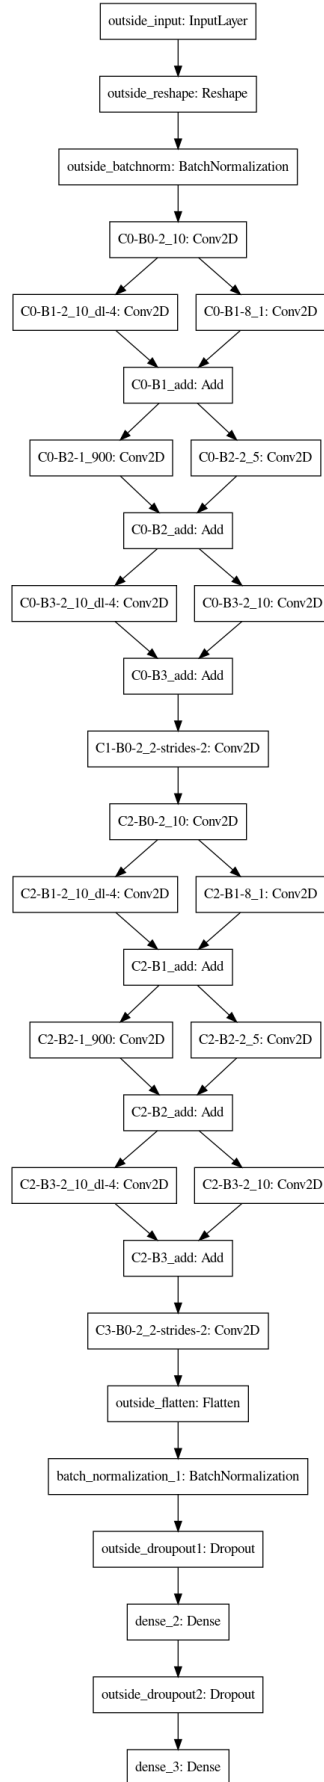 outside_input: InputLayer
outside_reshape: Reshape
outside_batchnorm: BatchNormalization
C0-B0-2_10: Conv2D
C0-B1-2_10_dl-4: Conv2D
C0-B1-8_1: Conv2D
C0-B1_add: Add
C0-B2-1_900: Conv2D
C0-B2-2_5: Conv2D
C0-B2_add: Add
C0-B3-2_10_dl-4: Conv2D
C0-B3-2_10: Conv2D
C0-B3_add: Add
C1-B0-2_2-strides-2: Conv2D
C2-B0-2_10: Conv2D
C2-B1-2_10_dl-4: Conv2D
C2-B1-8_1: Conv2D
C2-B1_add: Add
C2-B2-1_900: Conv2D
C2-B2-2_5: Conv2D
C2-B2_add: Add
C2-B3-2_10_dl-4: Conv2D
C2-B3-2_10: Conv2D
C2-B3_add: Add
C3-B0-2_2-strides-2: Conv2D
outside_flatten: Flatten
batch_normalization_1: BatchNormalization
outside_droupout1: Dropout
dense_2: Dense
outside_droupout2: Dropout
dense_3: Dense